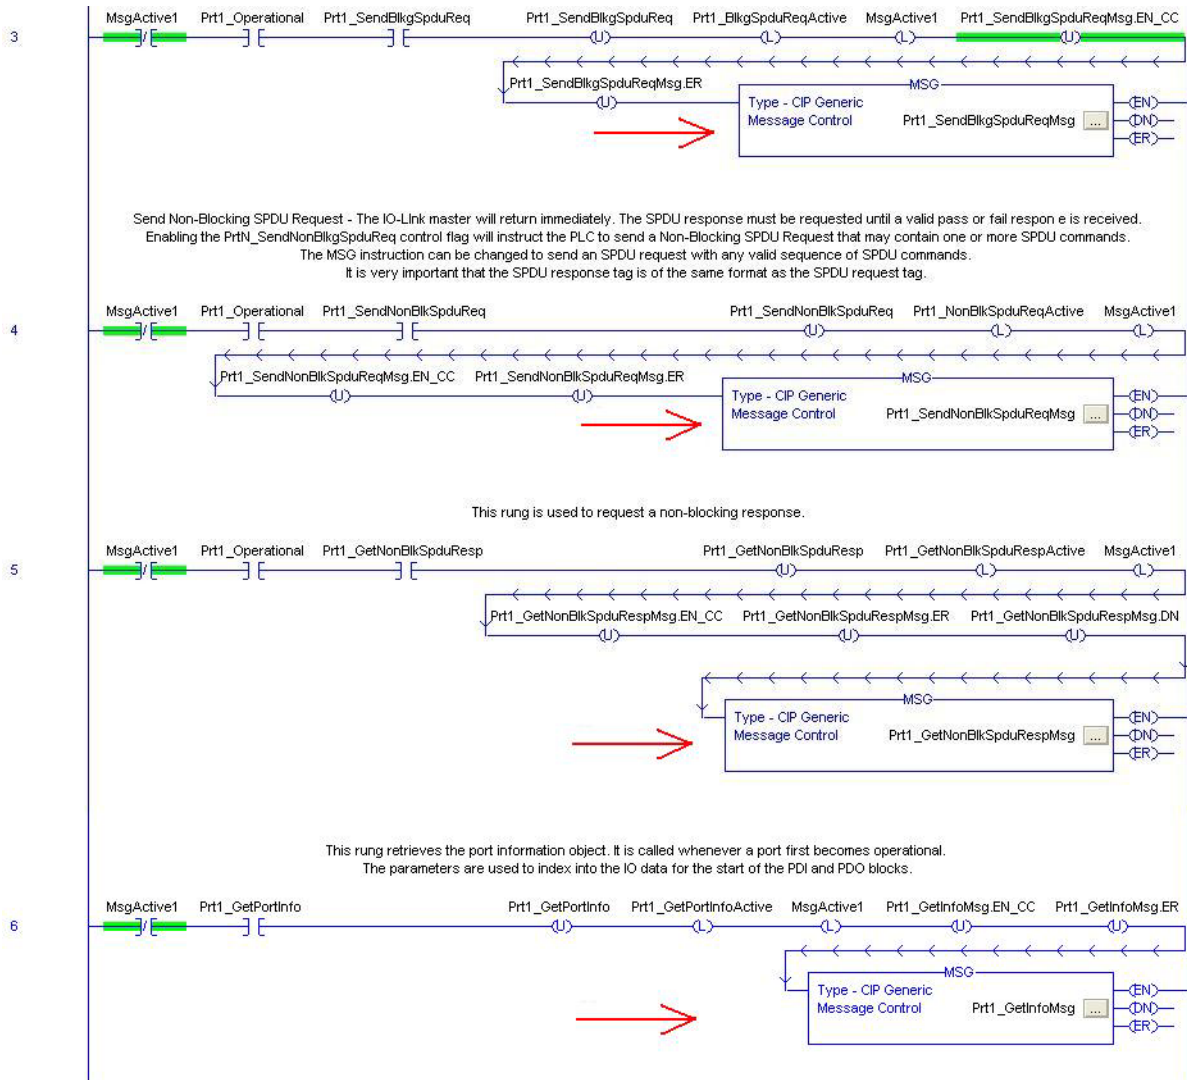 MsgActive1 Prt1_Operational Prt1_SendBlkgSpduReq Prt1_SendBlkgSpduReq Prt1_BlkgSpduReqActive MsgActive1 Prt1_SendBlkgSpduReqMsg.EN_CC
3 / U L L U
Prt1_SendBlkgSpduReqMsg.ER
U
MSG
Type - CIP Generic
Message Control Prt1_SendBlkgSpduReqMsg ...
EN
DN
ER
Send Non-Blocking SPDU Request - The IO-LInk master will return immediately. The SPDU response must be requested until a valid pass or fail respon e is received.
Enabling the PrtN_SendNonBlkgSpduReq control flag will instruct the PLC to send a Non-Blocking SPDU Request that may contain one or more SPDU commands.
The MSG instruction can be changed to send an SPDU request with any valid sequence of SPDU commands.
It is very important that the SPDU response tag is of the same format as the SPDU request tag.
MsgActive1 Prt1_Operational Prt1_SendNonBlkSpduReq Prt1_SendNonBlkSpduReq Prt1_NonBlkSpduReqActive MsgActive1
4 / U L L
Prt1_SendNonBlkSpduReqMsg.EN_CC Prt1_SendNonBlkSpduReqMsg.ER
U U
MSG
Type - CIP Generic
Message Control Prt1_SendNonBlkSpduReqMsg ...
EN
DN
ER
This rung is used to request a non-blocking response.
MsgActive1 Prt1_Operational Prt1_GetNonBlkSpduResp Prt1_GetNonBlkSpduResp Prt1_GetNonBlkSpduRespActive MsgActive1
5 / U L L
Prt1_GetNonBlkSpduRespMsg.EN_CC Prt1_GetNonBlkSpduRespMsg.ER Prt1_GetNonBlkSpduRespMsg.DN
U U U
MSG
Type - CIP Generic
Message Control Prt1_GetNonBlkSpduRespMsg ...
EN
DN
ER
This rung retrieves the port information object. It is called whenever a port first becomes operational.
The parameters are used to index into the IO data for the start of the PDI and PDO blocks.
MsgActive1 Prt1_GetPortInfo Prt1_GetPortInfo Prt1_GetPortInfoActive MsgActive1 Prt1_GetInfoMsg.EN_CC Prt1_GetInfoMsg.ER
6 / U L L U U
MSG
Type - CIP Generic
Message Control Prt1_GetInfoMsg ...
EN
DN
ER